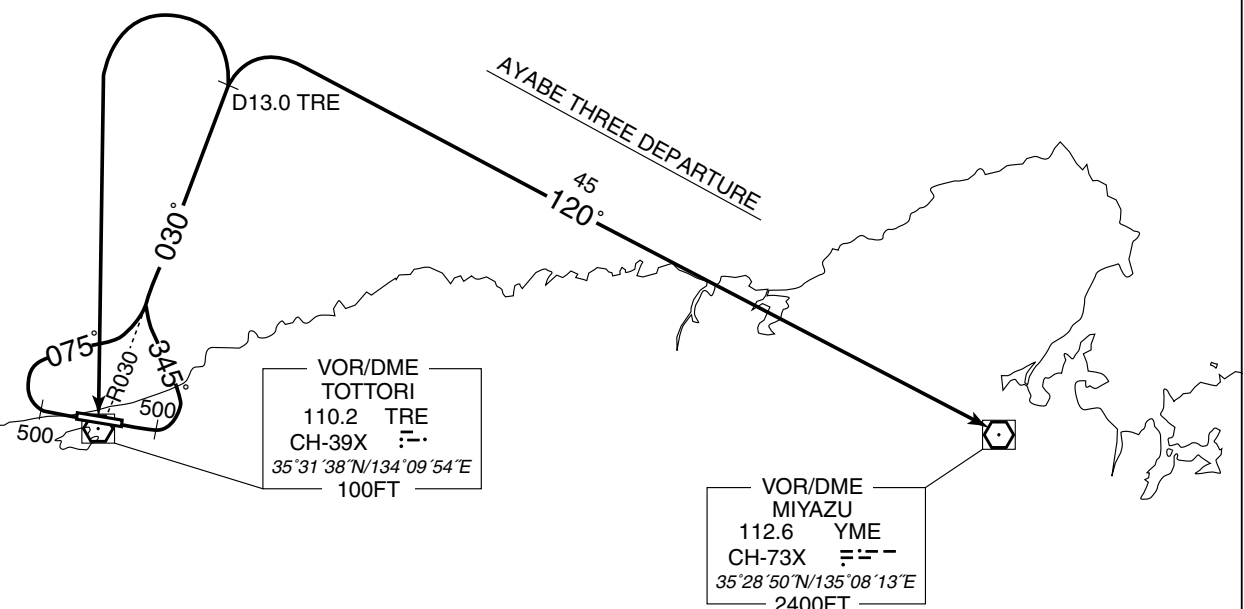 D13.0 TRE
AYABE THREE DEPARTURE
45
120°
030°
075°
345°
R030
500
500
VOR/DME
TOTTORI
110.2 TRE
CH-39X
35°31´38˝N/134°09´54˝E
100FT
VOR/DME
MIYAZU
112.6 YME
CH-73X
35°28´50˝N/135°08´13˝E
2400FT